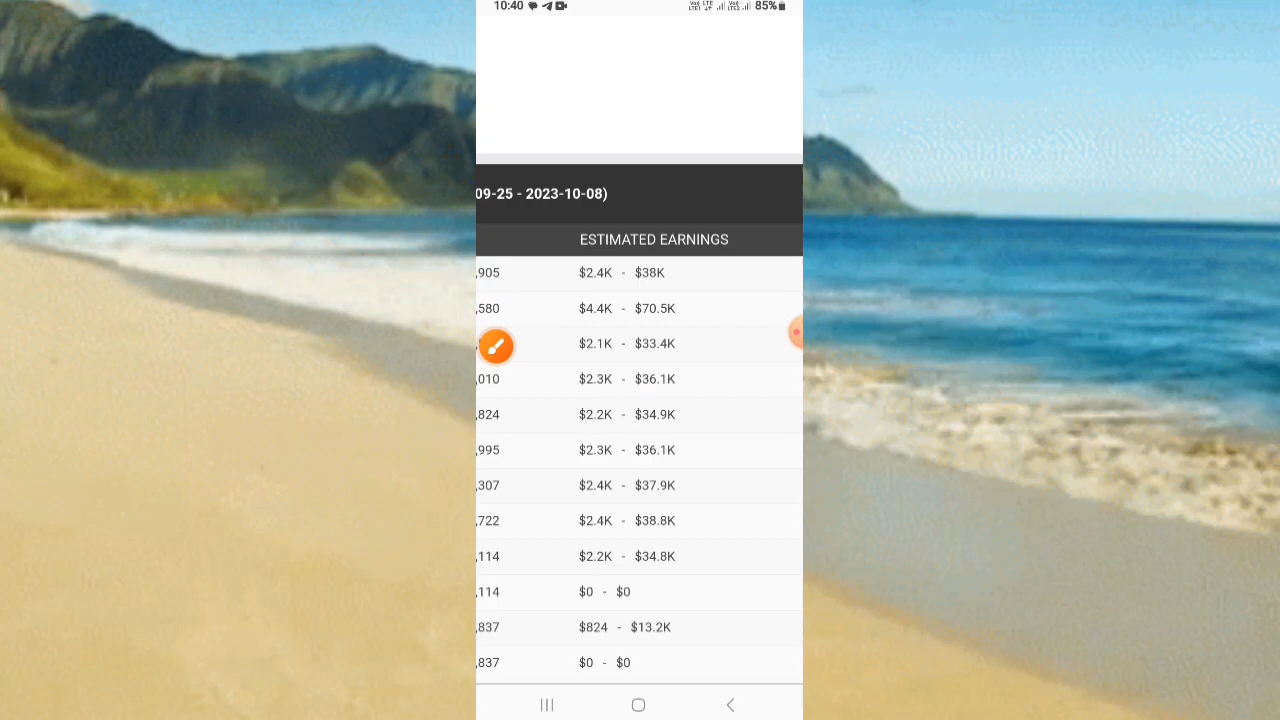 10:40 85%
09-25 - 2023-10-08)
ESTIMATED EARNINGS
,905 $2.4K - $38K
,580 $4.4K - $70.5K
$2.1K - $33.4K
,010 $2.3K - $36.1K
,824 $2.2K - $34.9K
,995 $2.3K - $36.1K
,307 $2.4K - $37.9K
,722 $2.4K - $38.8K
,114 $2.2K - $34.8K
,114 $0 - $0
,837 $824 - $13.2K
,837 $0 - $0